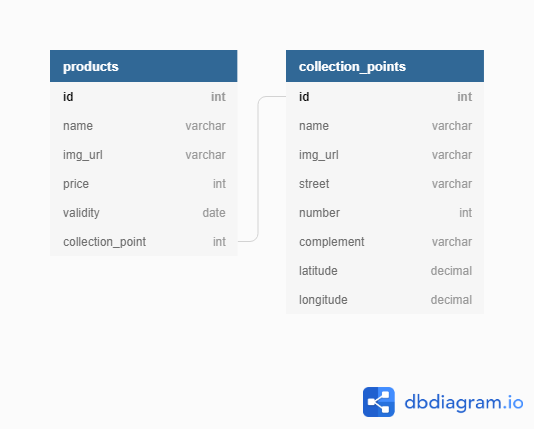 products
id int
name varchar
img_url varchar
price int
validity date
collection_point int
collection_points
id int
name varchar
img_url varchar
street varchar
number int
complement varchar
latitude decimal
longitude decimal
dbdiagram.io